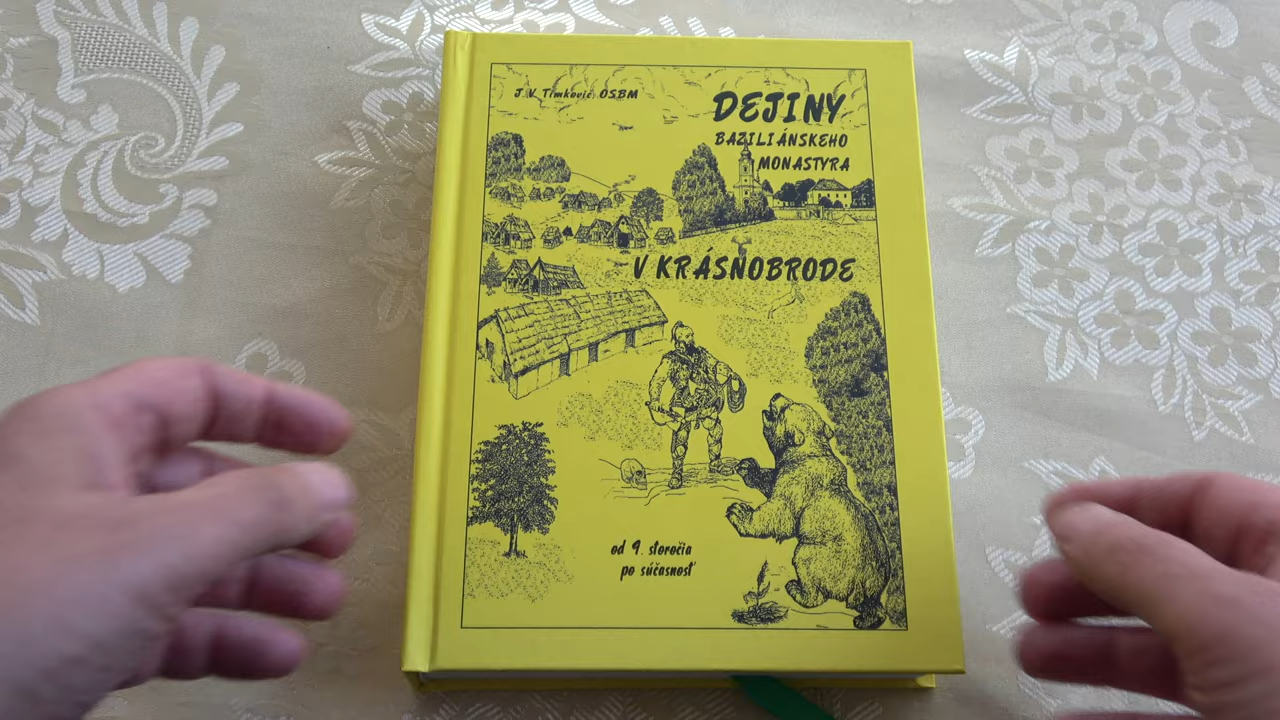 J. V. Timkovič, OSBM
DEJINY
BAZILIÁNSKEHO
MONASTYRA
V KRÁSNOBRODE
od 9. storočia
po súčasnosť